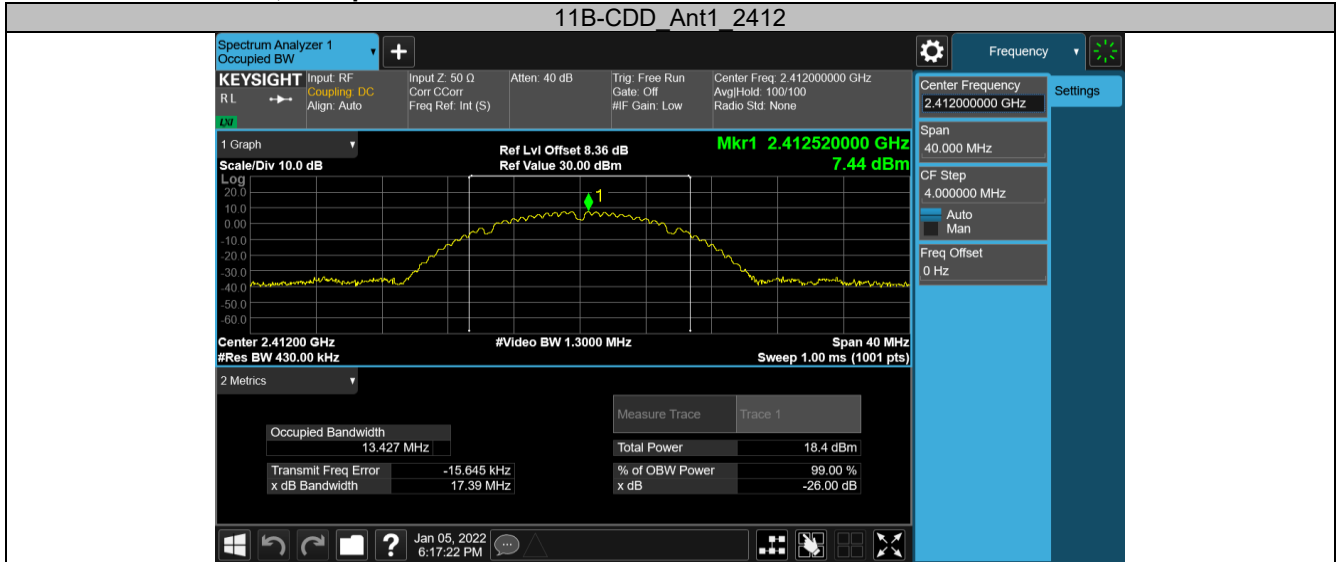 11B-CDD_Ant1_2412
Spectrum Analyzer 1
Occupied BW
+
Frequency
KEYSIGHT
RL
LXI
Input: RF
Coupling: DC
Align: Auto
Input Z: 50 Ω
Corr CCorr
Freq Ref: Int (S)
Atten: 40 dB
Trig: Free Run
Gate: Off
#IF Gain: Low
Center Freq: 2.412000000 GHz
Avg|Hold: 100/100
Radio Std: None
Center Frequency
2.412000000 GHz
Settings
Span
40.000 MHz
CF Step
4.000000 MHz
Auto
Man
Freq Offset
0 Hz
1 Graph
Scale/Div 10.0 dB
Ref Lvl Offset 8.36 dB
Ref Value 30.00 dBm
Mkr1 2.412520000 GHz
7.44 dBm
Log
20.0
10.0
0.00
-10.0
-20.0
-30.0
-40.0
-50.0
-60.0
1
Center 2.41200 GHz
#Res BW 430.00 kHz
#Video BW 1.3000 MHz
Span 40 MHz
Sweep 1.00 ms (1001 pts)
2 Metrics
Measure Trace Trace 1
Occupied Bandwidth
13.427 MHz
Total Power 18.4 dBm
Transmit Freq Error -15.645 kHz
% of OBW Power 99.00 %
x dB Bandwidth 17.39 MHz
x dB -26.00 dB
?
Jan 05, 2022
6:17:22 PM